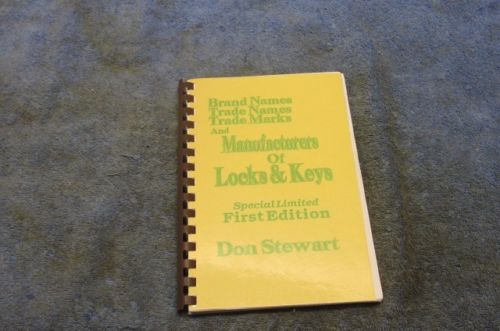 Brand Names
Trade Names
Trade Marks
And
Manufacturers
Of
Locks & Keys
Special Limited
First Edition
Don Stewart